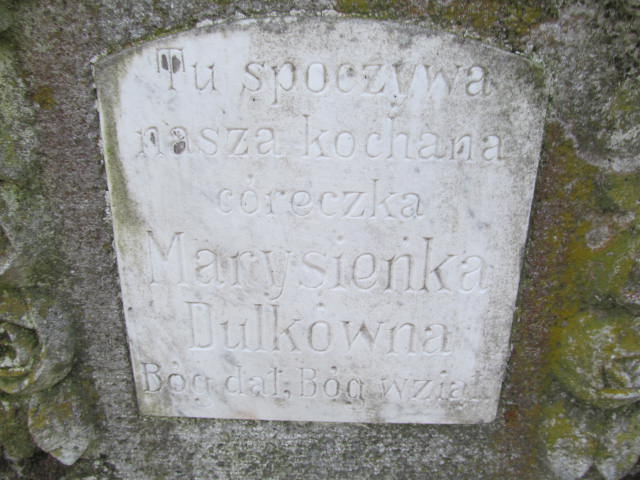 Tu spoczywa
nasza kochana
córeczka
Marysieńka
Dulkówna
Bóg dał, Bóg wziął